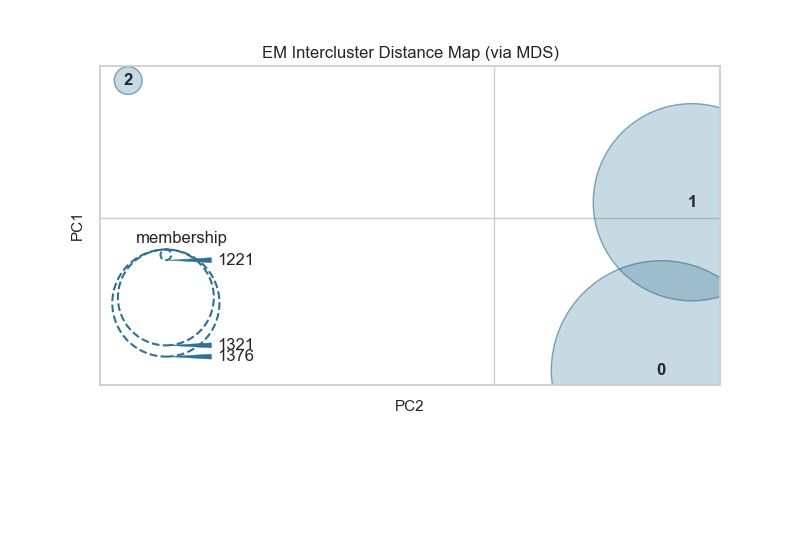 EM Intercluster Distance Map (via MDS)
2
1
PC1
membership
1221
1321
1376
0
PC2